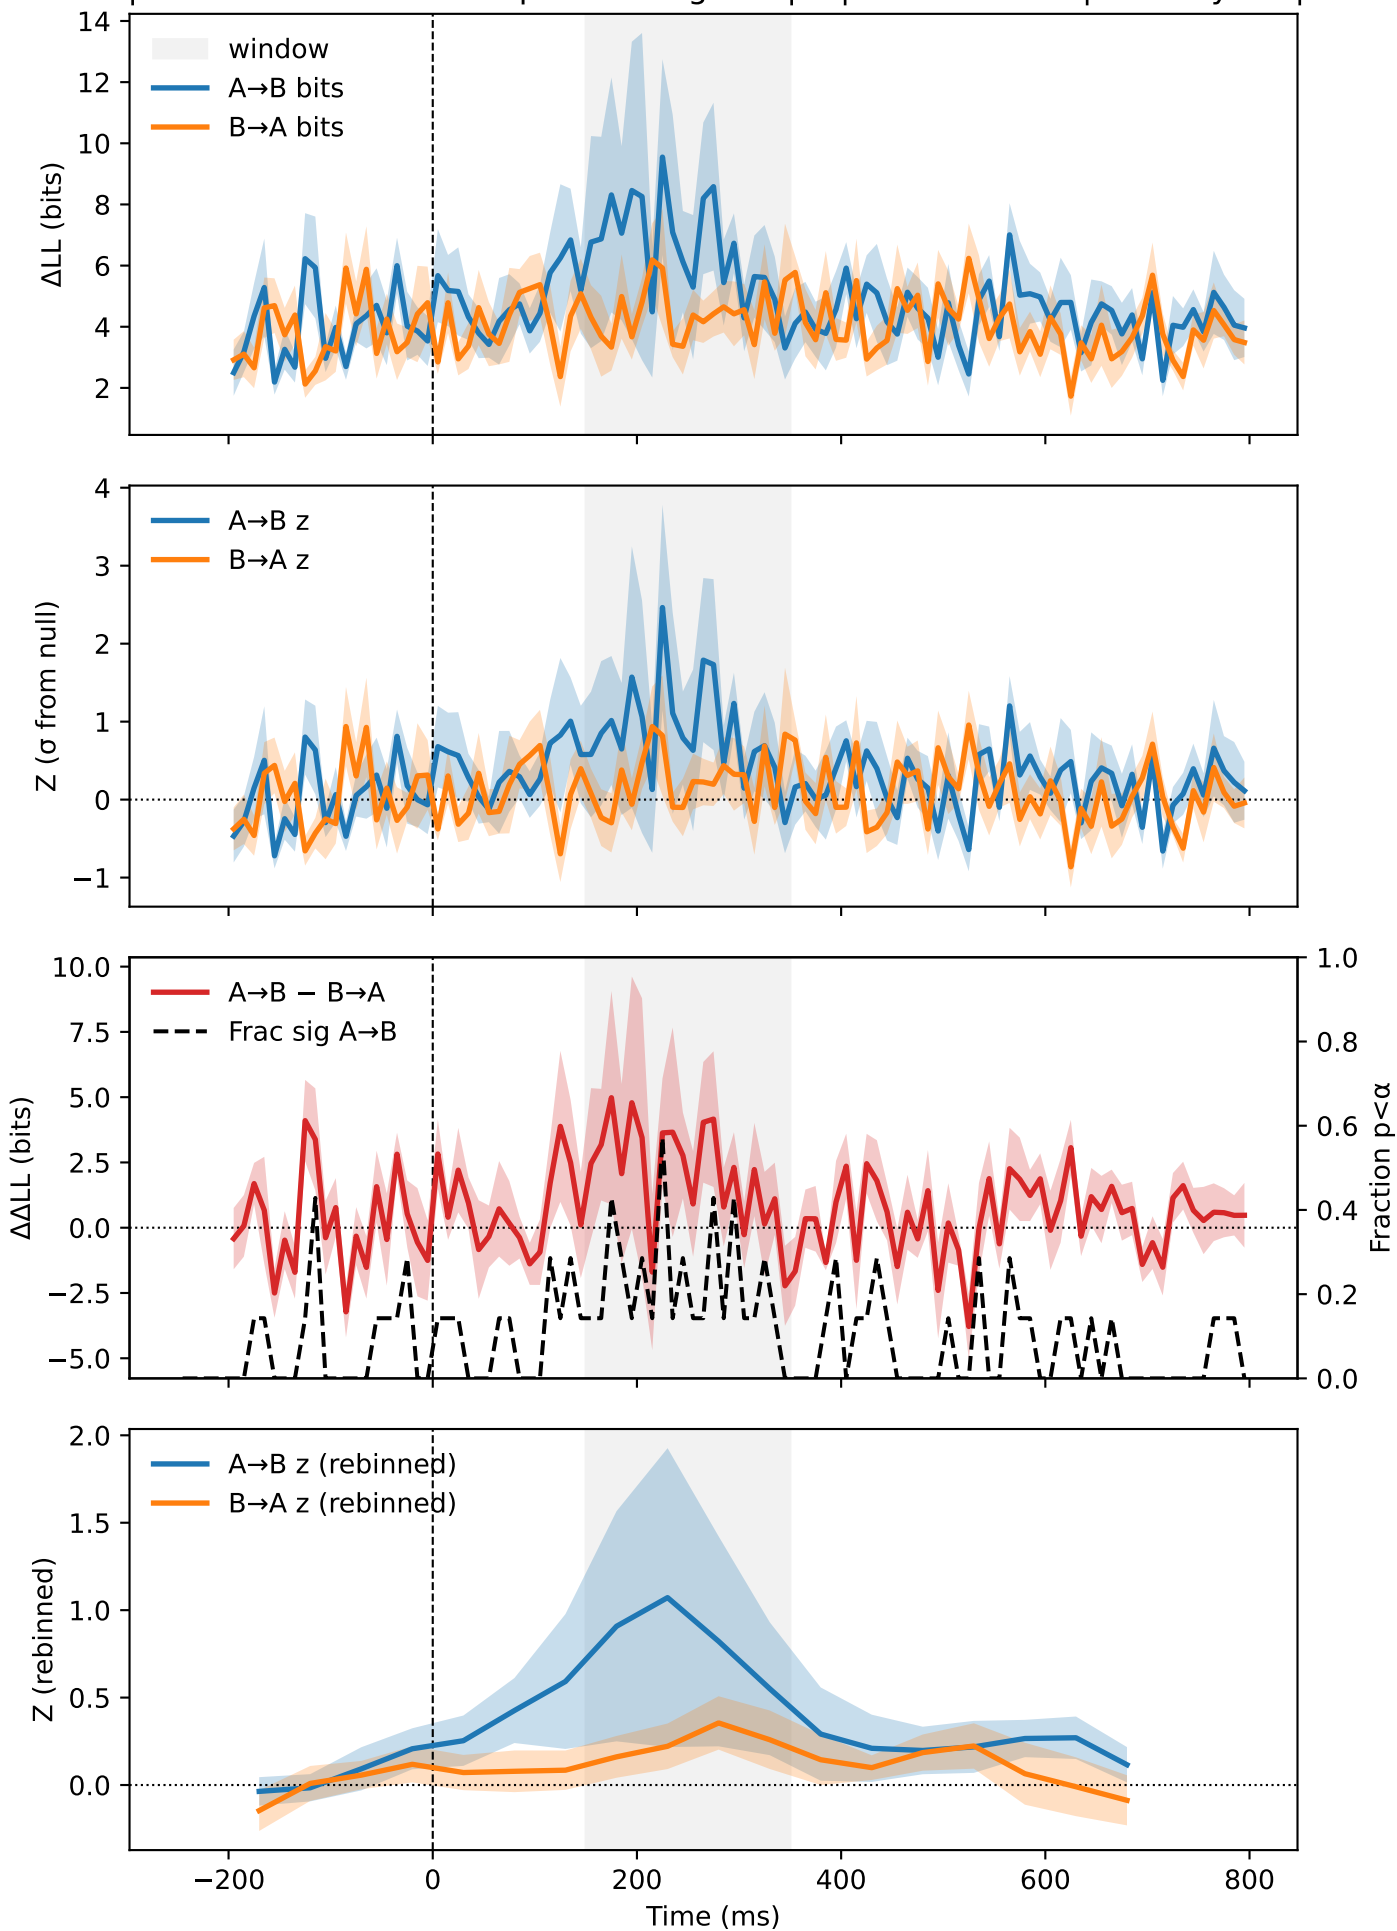 14
12
10
8
6
4
2
ΔLL (bits)
window
A→B bits
B→A bits
4
3
2
1
0
−1
Z (σ from null)
A→B z
B→A z
10.0
7.5
5.0
2.5
0.0
−2.5
−5.0
ΔΔLL (bits)
A→B − B→A
Frac sig A→B
1.0
0.8
0.6
0.4
0.2
0.0
Fraction p<α
2.0
1.5
1.0
0.5
0.0
Z (rebinned)
A→B z (rebinned)
B→A z (rebinned)
−200 0 200 400 600 800
Time (ms)